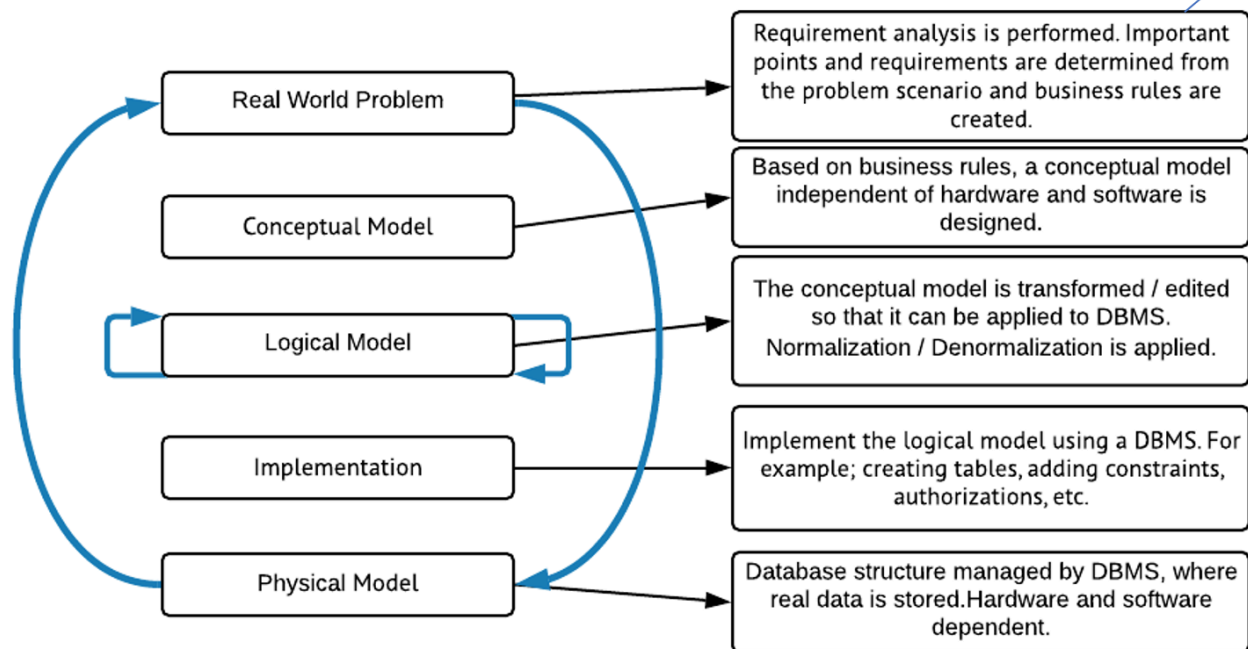 Real World Problem
Requirement analysis is performed. Important
points and requirements are determined from
the problem scenario and business rules are
created.
Conceptual Model
Based on business rules, a conceptual model
independent of hardware and software is
designed.
Logical Model
The conceptual model is transformed / edited
so that it can be applied to DBMS.
Normalization / Denormalization is applied.
Implementation
Implement the logical model using a DBMS. For
example; creating tables, adding constraints,
authorizations, etc.
Physical Model
Database structure managed by DBMS, where
real data is stored.Hardware and software
dependent.